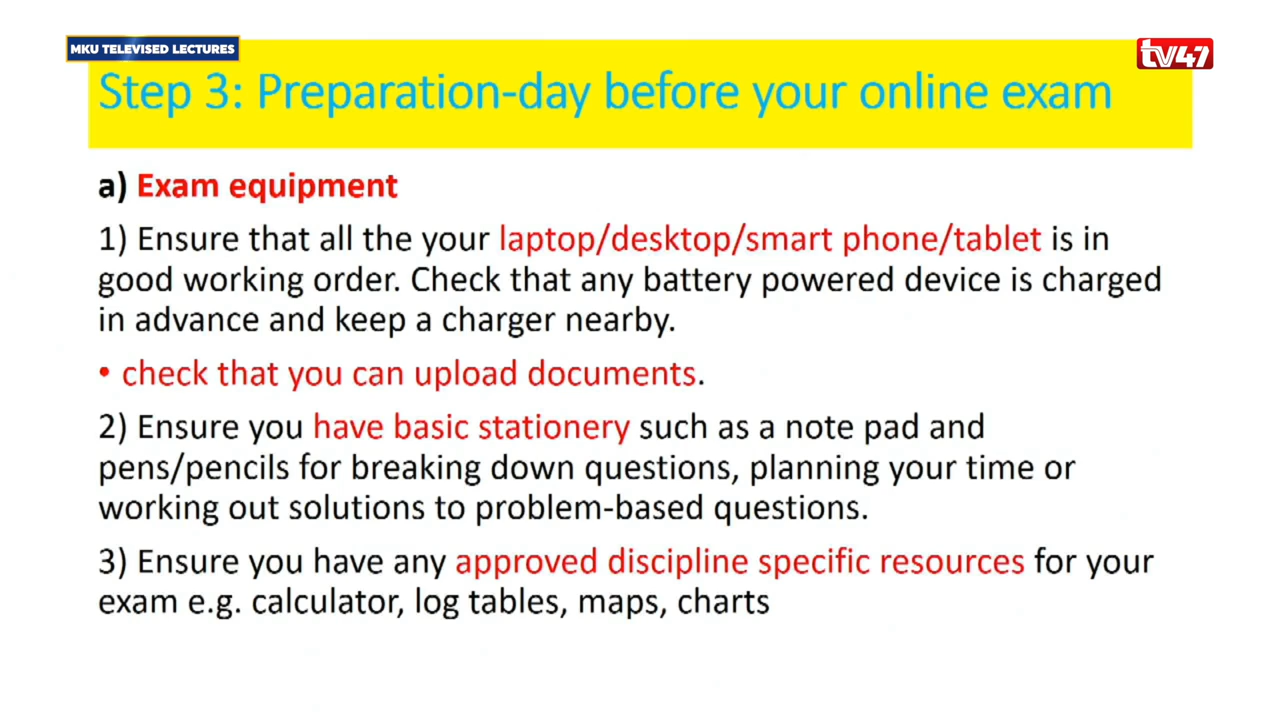 MKU TELEVISED LECTURES
tv47
Step 3: Preparation-day before your online exam
a) Exam equipment
1) Ensure that all the your laptop/desktop/smart phone/tablet is in
good working order. Check that any battery powered device is charged
in advance and keep a charger nearby.
• check that you can upload documents.
2) Ensure you have basic stationery such as a note pad and
pens/pencils for breaking down questions, planning your time or
working out solutions to problem-based questions.
3) Ensure you have any approved discipline specific resources for your
exam e.g. calculator, log tables, maps, charts